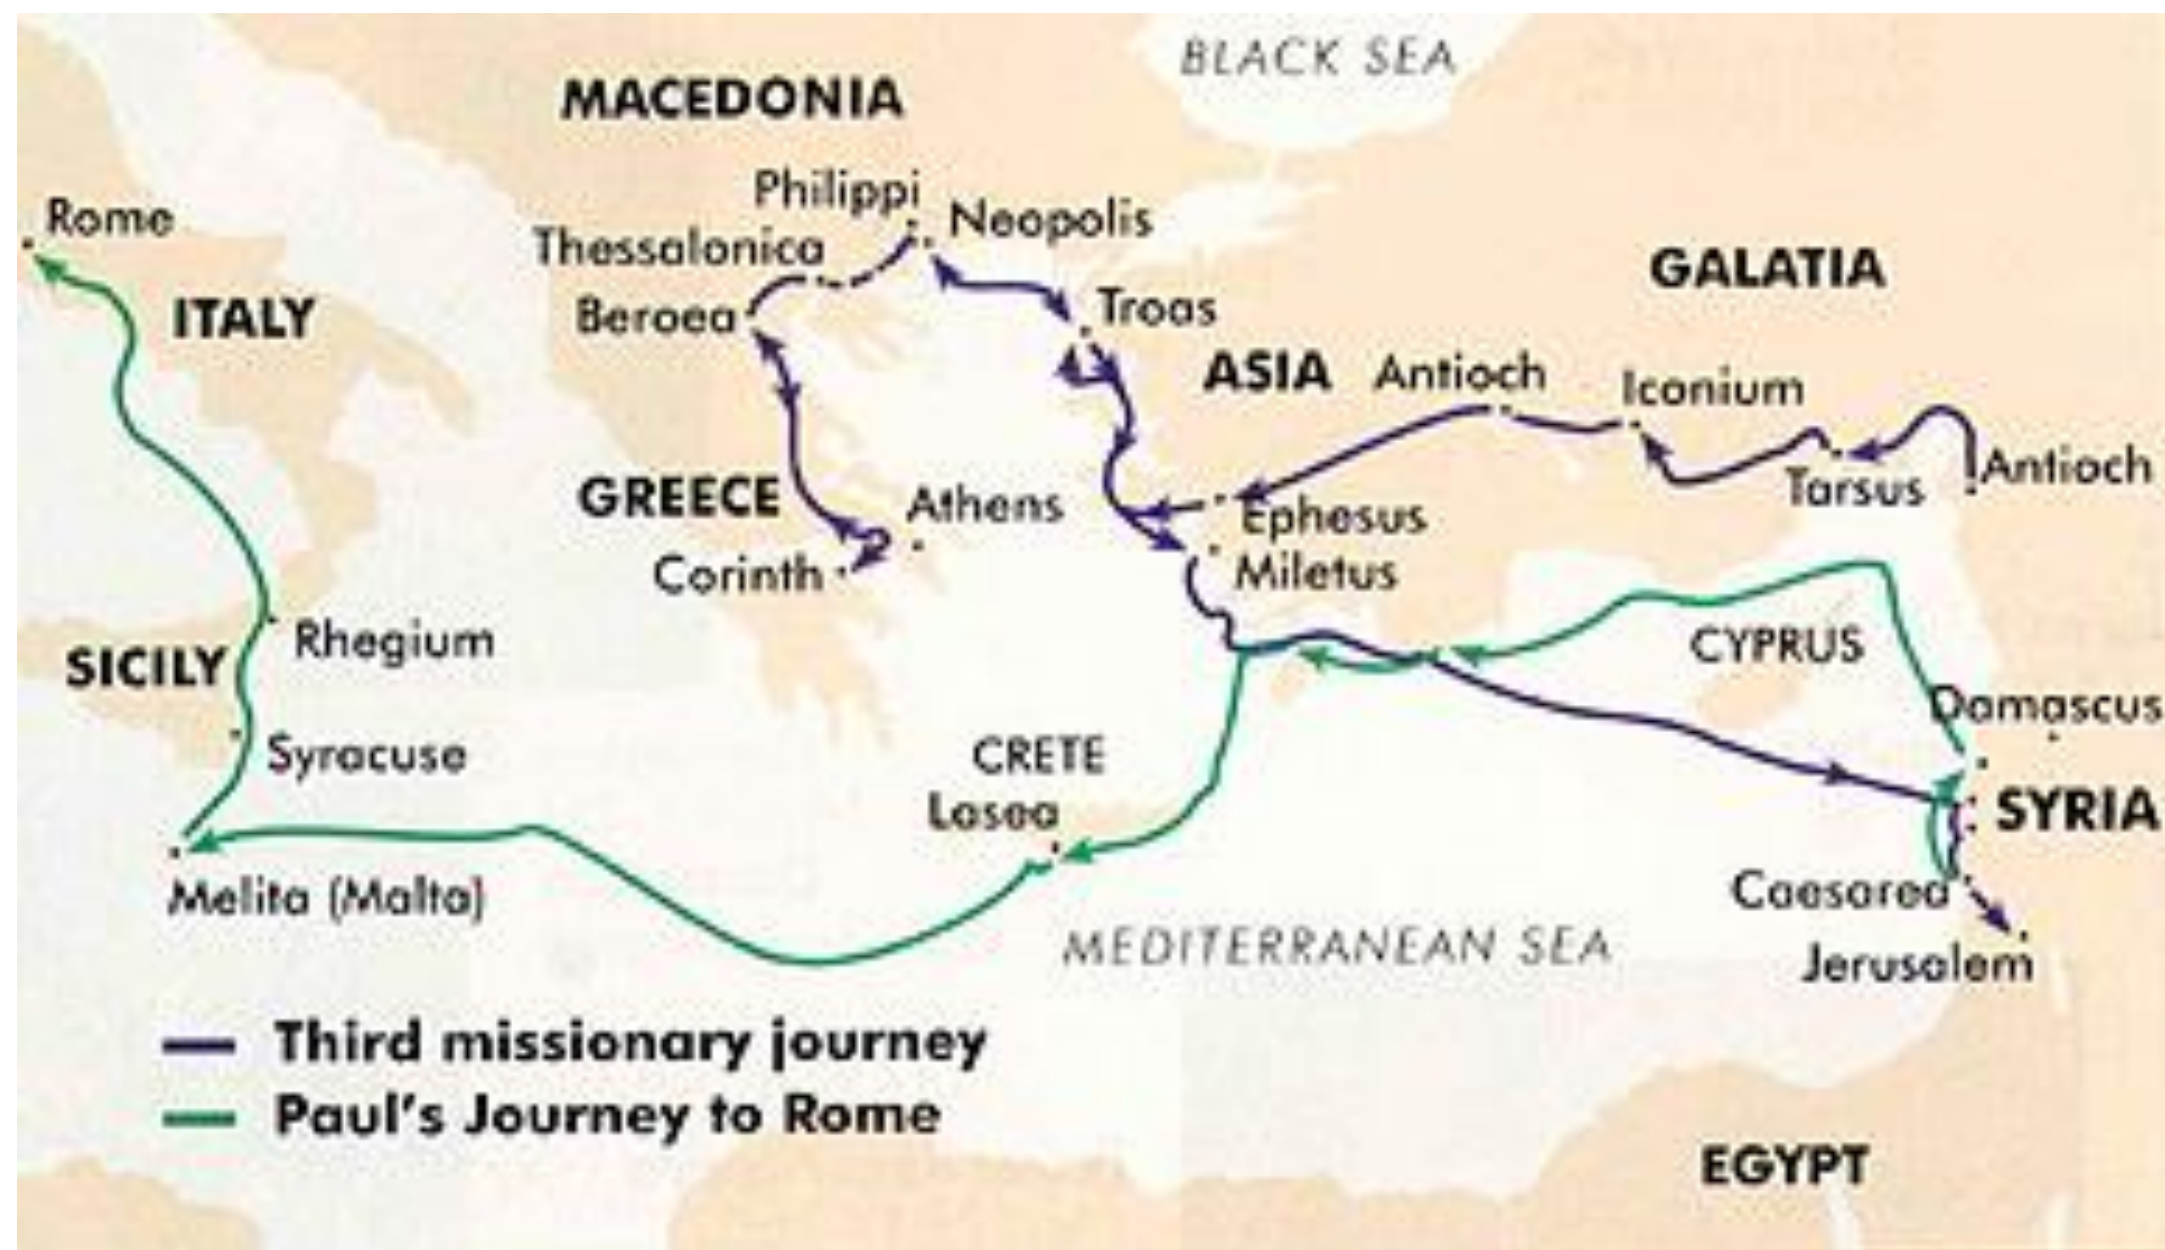 BLACK SEA
MACEDONIA
Philippi
Neopolis
Rome
Thessalonica
GALATIA
ITALY
Beroea
Troas
ASIA
Antioch
Iconium
Antioch
Tarsus
GREECE
Athens
Ephesus
Corinth
Miletus
Rhegium
SICILY
CYPRUS
Damascus
Syracuse
CRETE
Lasea
SYRIA
Melita (Malta)
Caesarea
MEDITERRANEAN SEA
Jerusalem
Third missionary journey
Paul's Journey to Rome
EGYPT